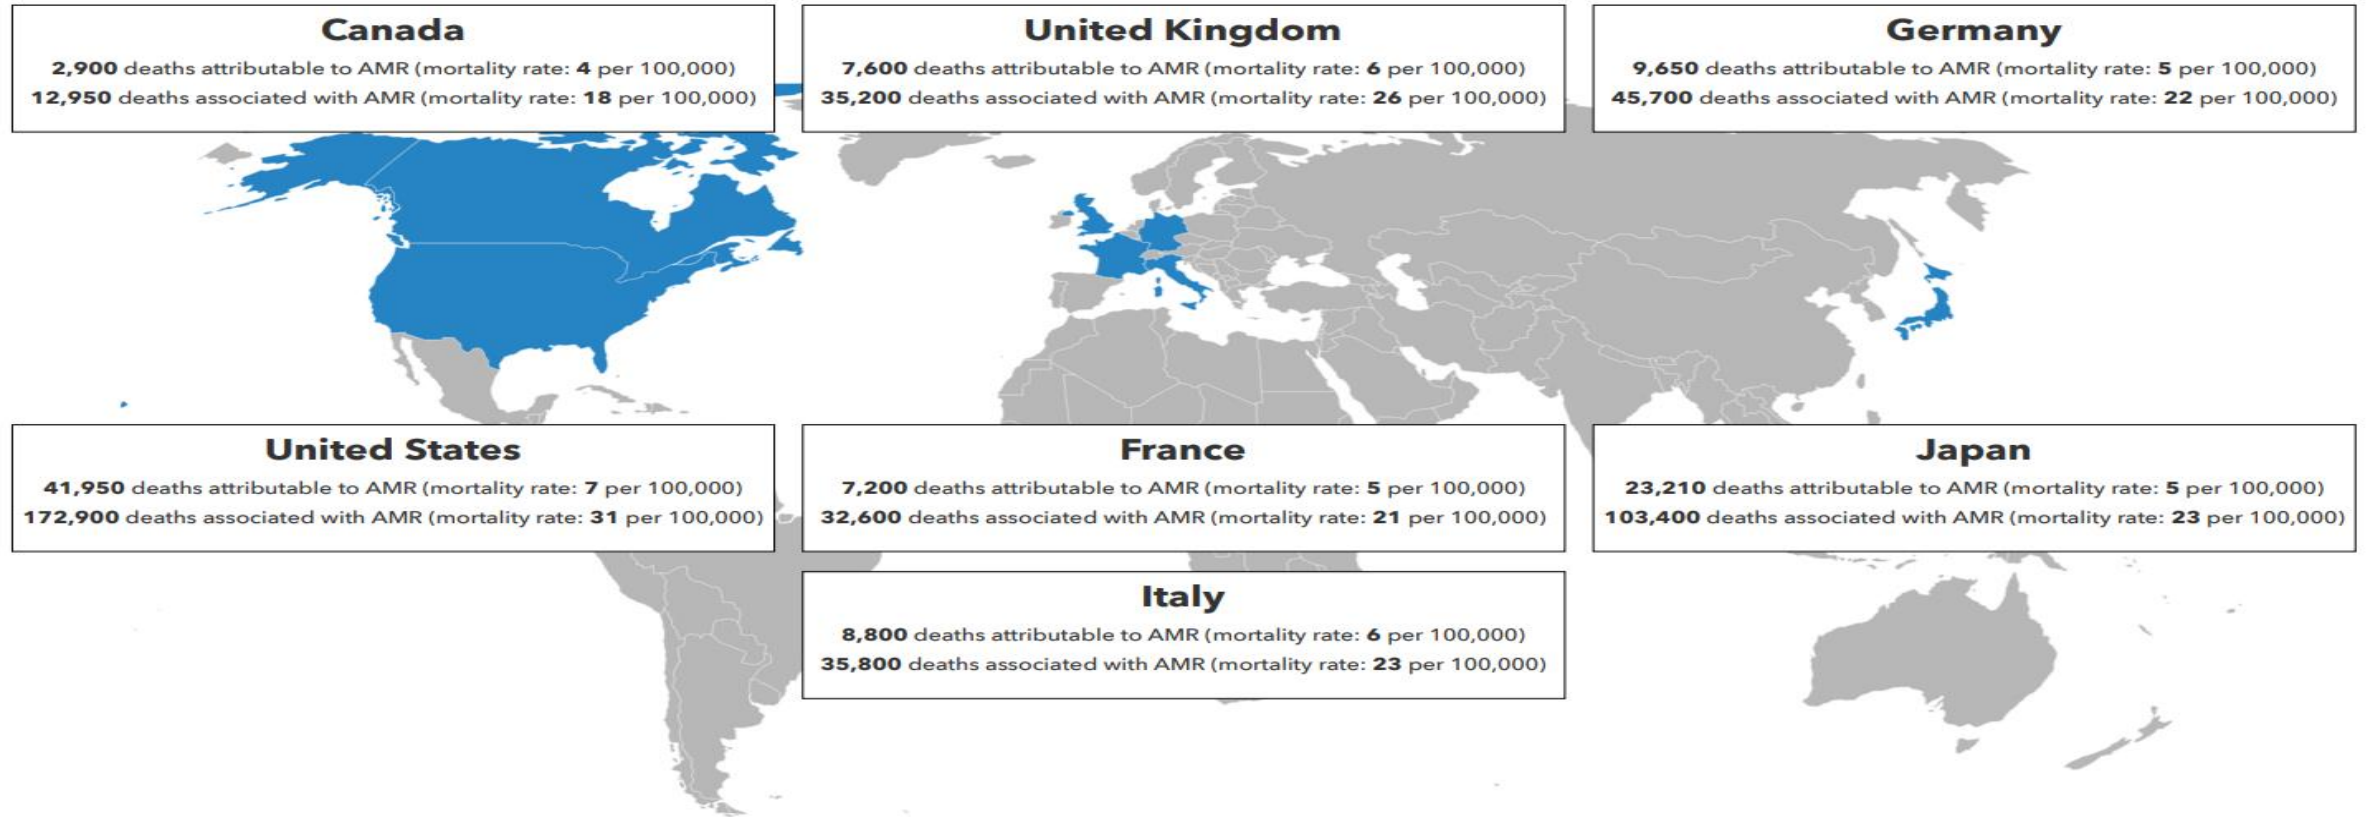 Canada
2,900 deaths attributable to AMR (mortality rate: 4 per 100,000)
12,950 deaths associated with AMR (mortality rate: 18 per 100,000)
United Kingdom
7,600 deaths attributable to AMR (mortality rate: 6 per 100,000)
35,200 deaths associated with AMR (mortality rate: 26 per 100,000)
Germany
9,650 deaths attributable to AMR (mortality rate: 5 per 100,000)
45,700 deaths associated with AMR (mortality rate: 22 per 100,000)
United States
41,950 deaths attributable to AMR (mortality rate: 7 per 100,000)
172,900 deaths associated with AMR (mortality rate: 31 per 100,000)
France
7,200 deaths attributable to AMR (mortality rate: 5 per 100,000)
32,600 deaths associated with AMR (mortality rate: 21 per 100,000)
Japan
23,210 deaths attributable to AMR (mortality rate: 5 per 100,000)
103,400 deaths associated with AMR (mortality rate: 23 per 100,000)
Italy
8,800 deaths attributable to AMR (mortality rate: 6 per 100,000)
35,800 deaths associated with AMR (mortality rate: 23 per 100,000)